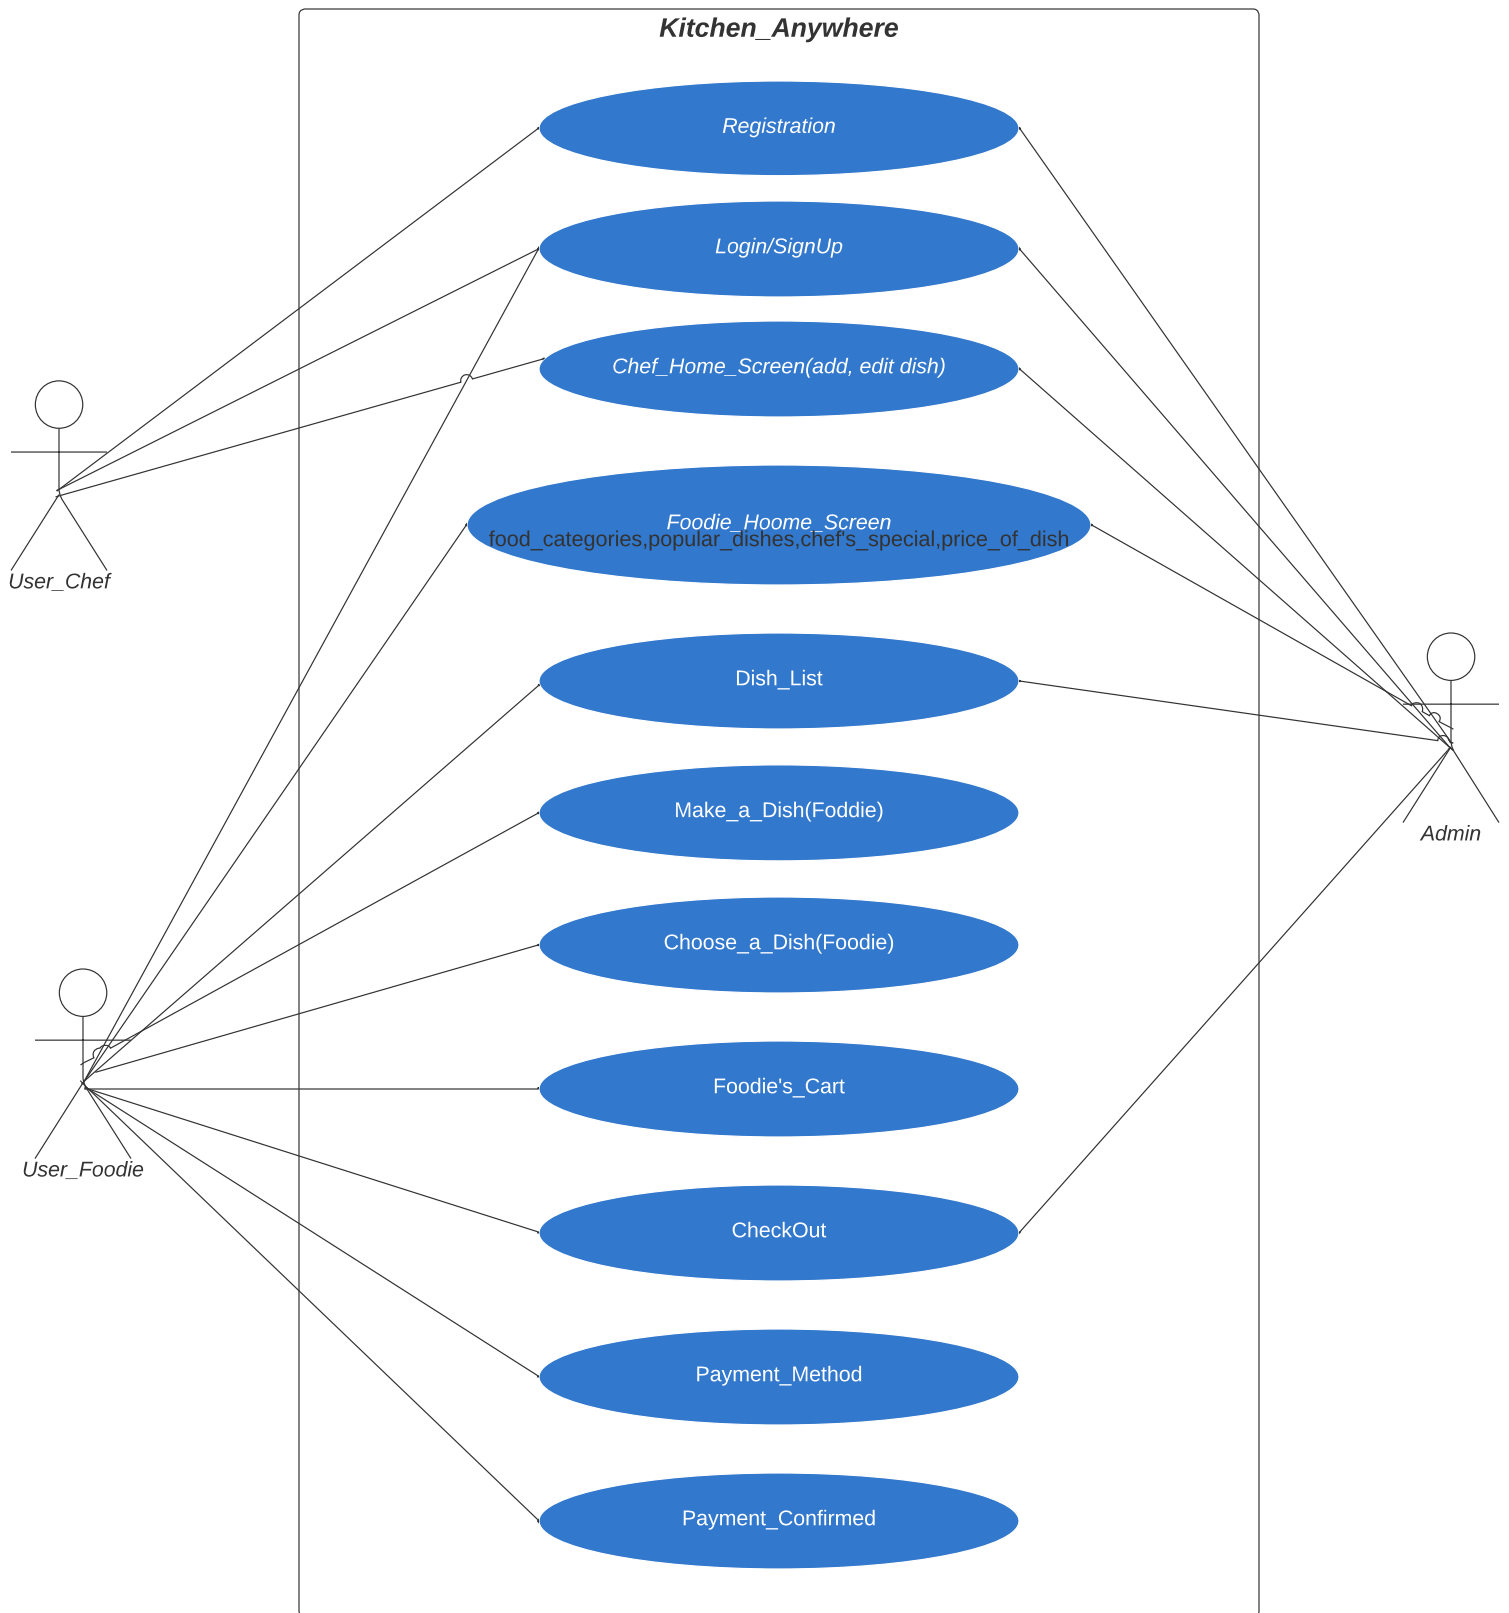 Kitchen_Anywhere
Registration
Login/SignUp
Chef_Home_Screen(add, edit dish)
User_Chef
Foodie_Hoome_Screen
food_categories,popular_dishes,chef's_special,price_of_dish
Dish_List
Make_a_Dish(Foddie)
Admin
Choose_a_Dish(Foodie)
Foodie's_Cart
User_Foodie
CheckOut
Payment_Method
Payment_Confirmed